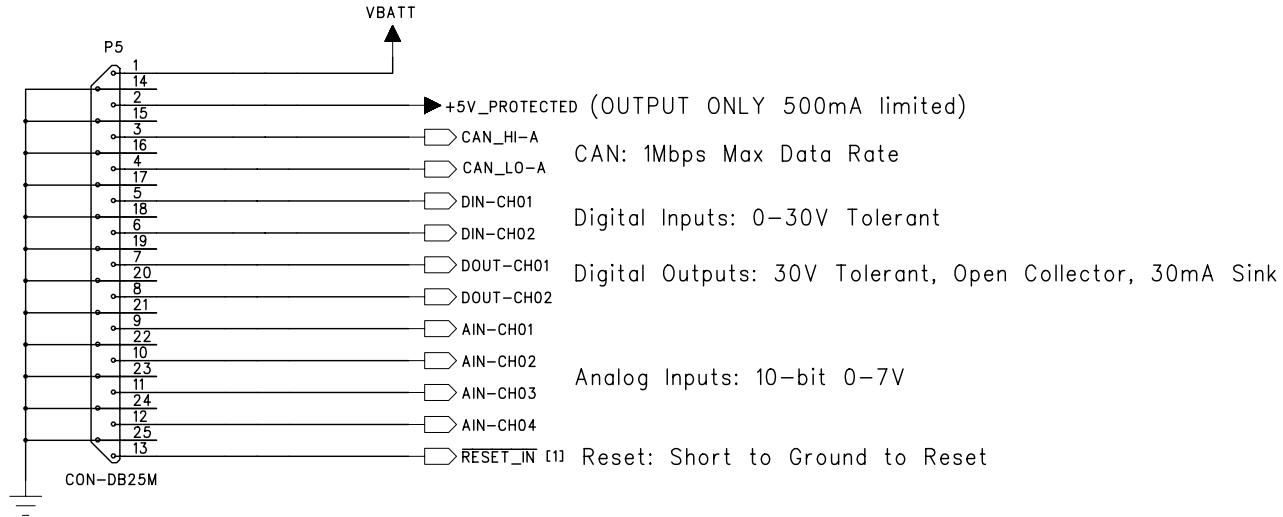 VBATT
P5
1
14
2
+5V_PROTECTED (OUTPUT ONLY 500mA limited)
15
3
CAN_HI-A
CAN: 1Mbps Max Data Rate
16
4
CAN_LO-A
17
5
DIN-CH01
Digital Inputs: 0-30V Tolerant
18
6
DIN-CH02
19
7
DOUT-CH01
Digital Outputs: 30V Tolerant, Open Collector, 30mA Sink
20
8
DOUT-CH02
21
9
AIN-CH01
22
10
AIN-CH02
Analog Inputs: 10-bit 0-7V
23
11
AIN-CH03
24
12
AIN-CH04
25
13
RESET_IN [1] Reset: Short to Ground to Reset
CON-DB25M